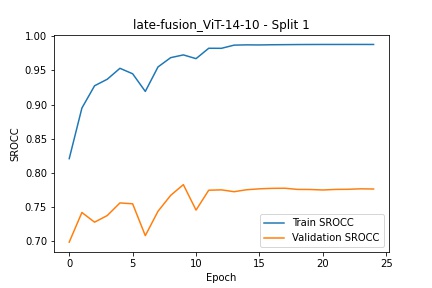 late-fusion_ViT-14-10 - Split 1
1.00
0.95
0.90
0.85
0.80
0.75
0.70
SROCC
Train SROCC
Validation SROCC
0 5 10 15 20 25
Epoch